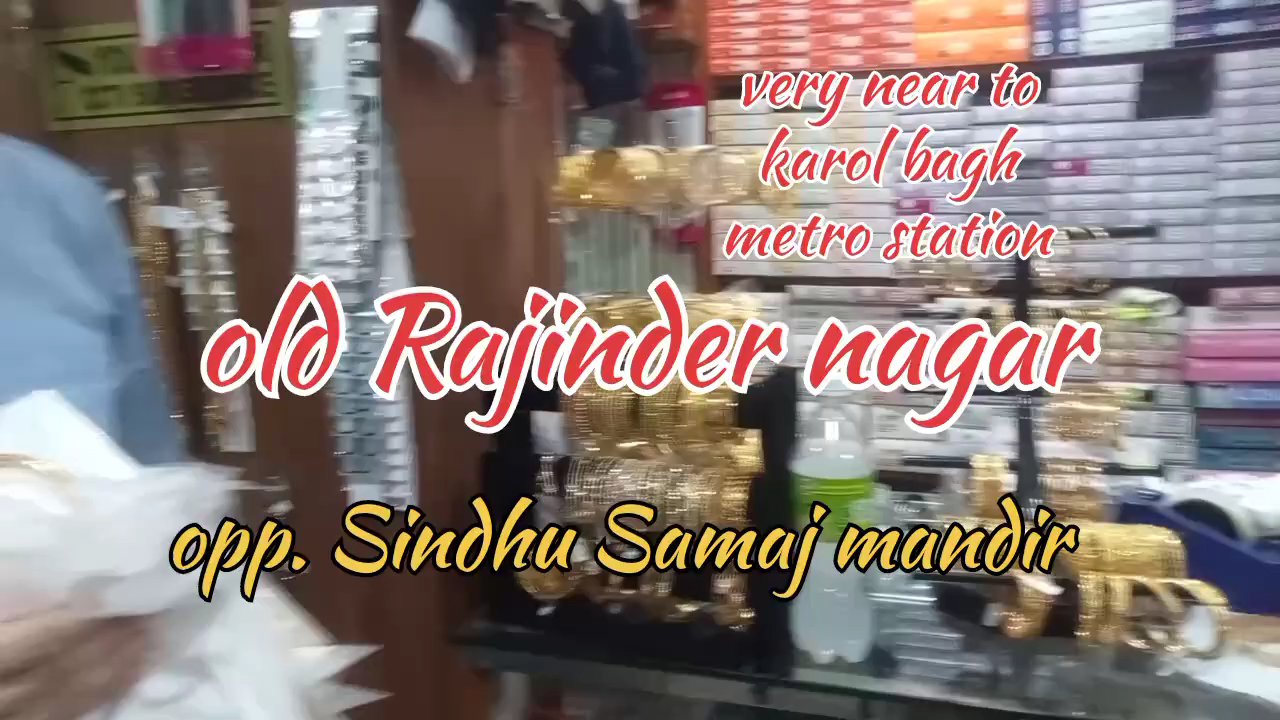 very near to
karol bagh
metro station
old Rajinder nagar
opp. Sindhu Samaj mandir